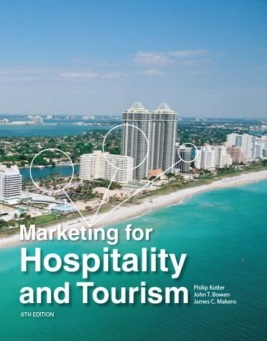 Marketing for
Hospitality
and Tourism
Philip Kotler
John T. Bowen
James C. Makens
6TH EDITION